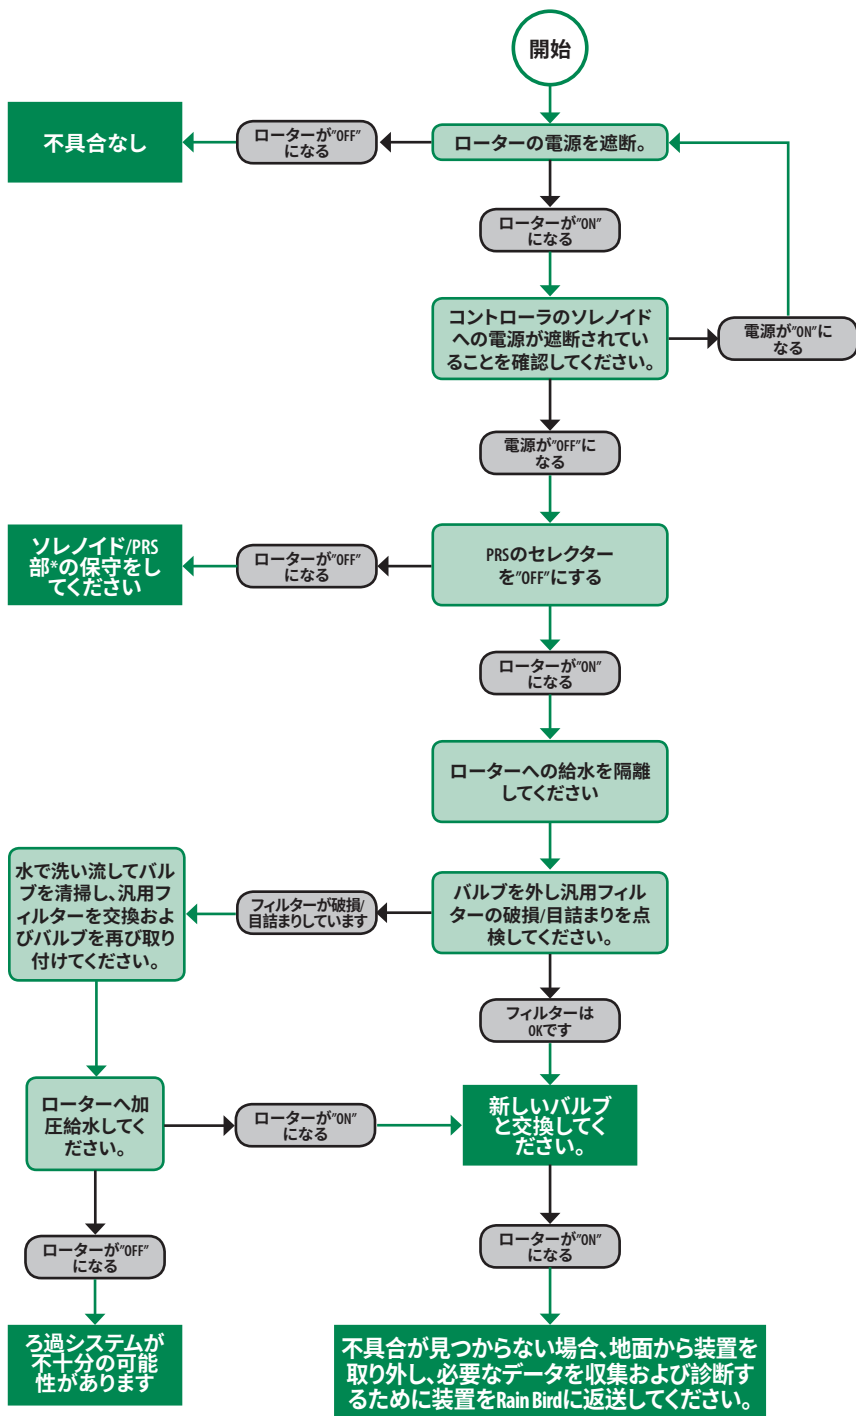 開始
不具合なし
ローターが"OFF"
になる
ローターの電源を遮断。
ローターが"ON"
になる
コントローラのソレノイド
への電源が遮断されてい
ることを確認してください。
電源が"ON"に
なる
電源が"OFF"に
なる
ソレノイド/PRS
部*の保守をし
てください
ローターが"OFF"
になる
PRSのセレクター
を"OFF"にする
ローターが"ON"
になる
ローターへの給水を隔離
してください
水で洗い流してバル
ブを清掃し、汎用フ
ィルターを交換およ
びバルブを再び取り
付けてください。
フィルターが破損/
目詰まりしています
バルブを外し汎用フィル
ターの破損/目詰まりを点
検してください。
フィルターは
OKです
ローターへ加
圧給水してく
ださい。
ローターが"ON"
になる
新しいバルブ
と交換してく
ださい。
ローターが"OFF"
になる
ローターが"ON"
になる
ろ過システムが
不十分の可能
性があります
不具合が見つからない場合、地面から装置を
取り外し、必要なデータを収集および診断す
るために装置をRain Birdに返送してください。